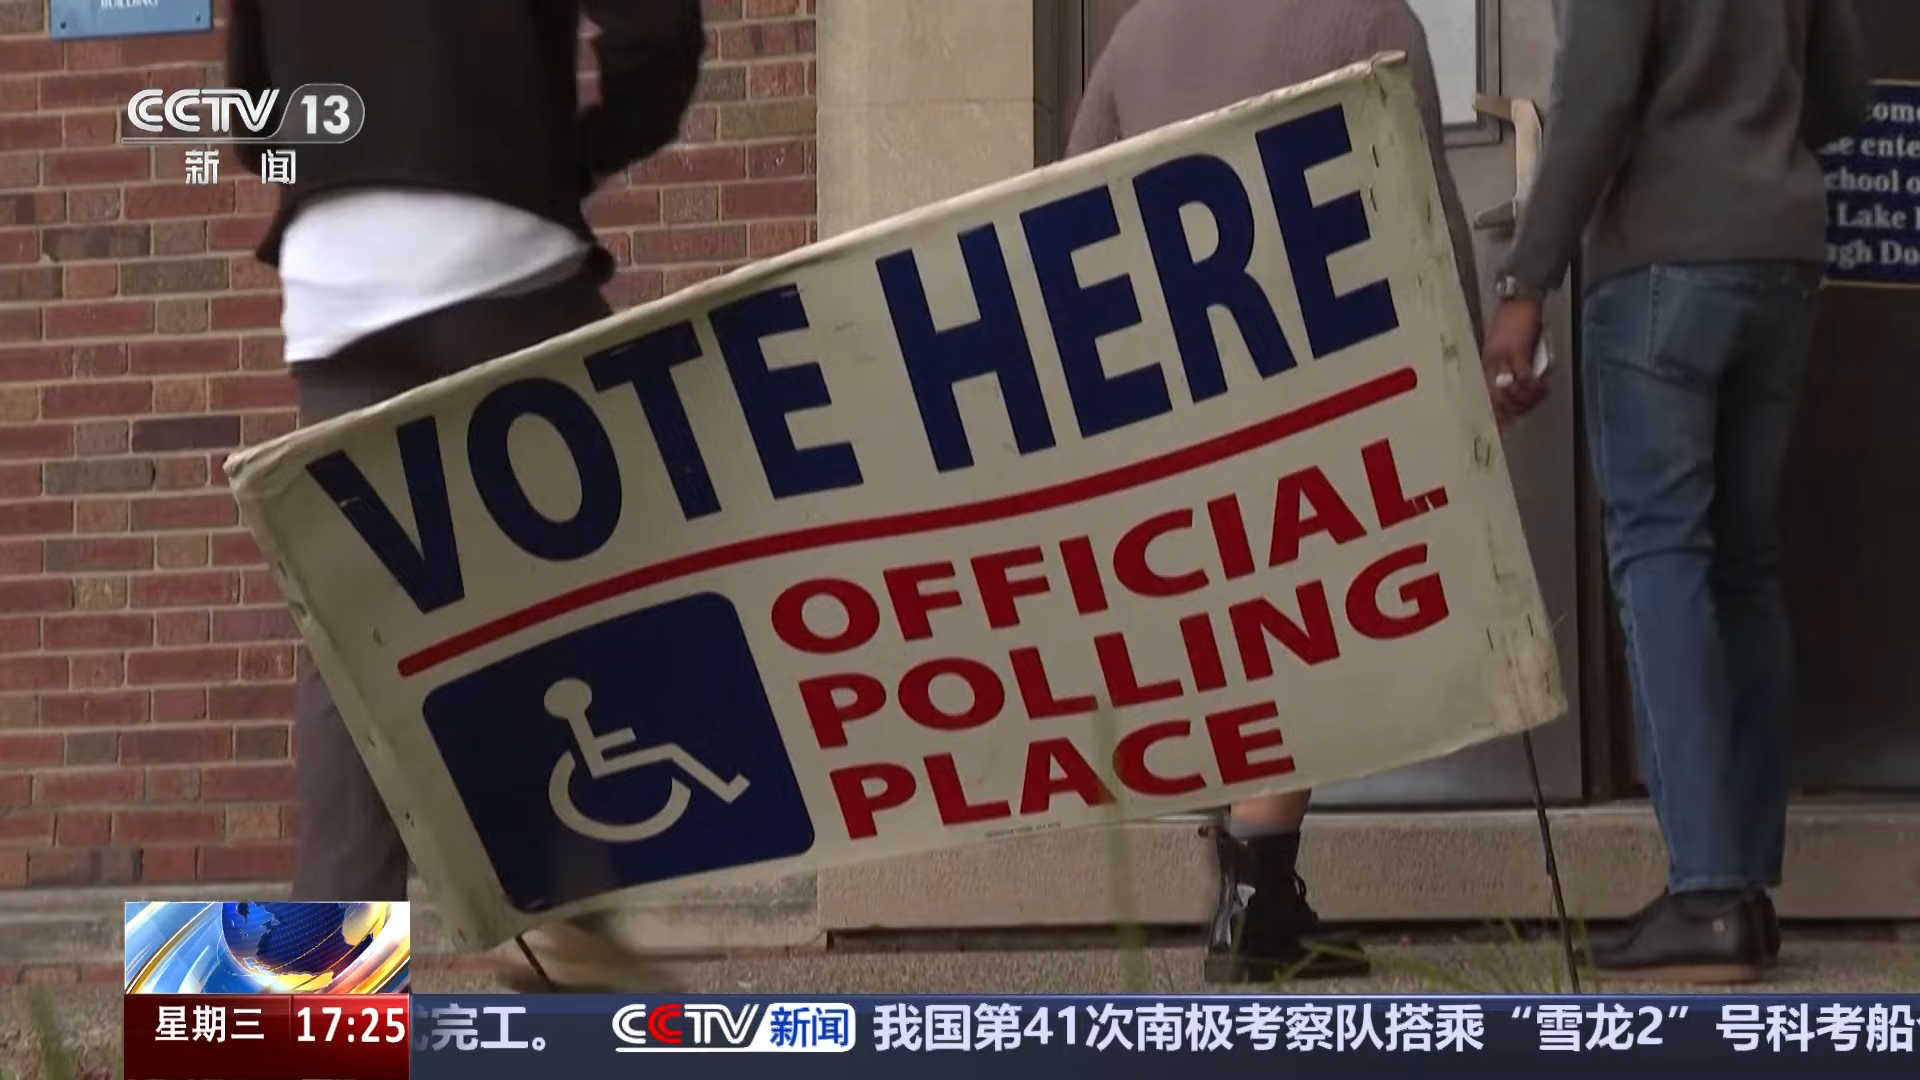 BUILDING
CCTV 13
新闻
VOTE HERE
OFFICIAL
POLLING
PLACE
Lake
星期三 17:25
完工。 CCTV新闻 我国第41次南极考察队搭乘“雪龙2”号科考船